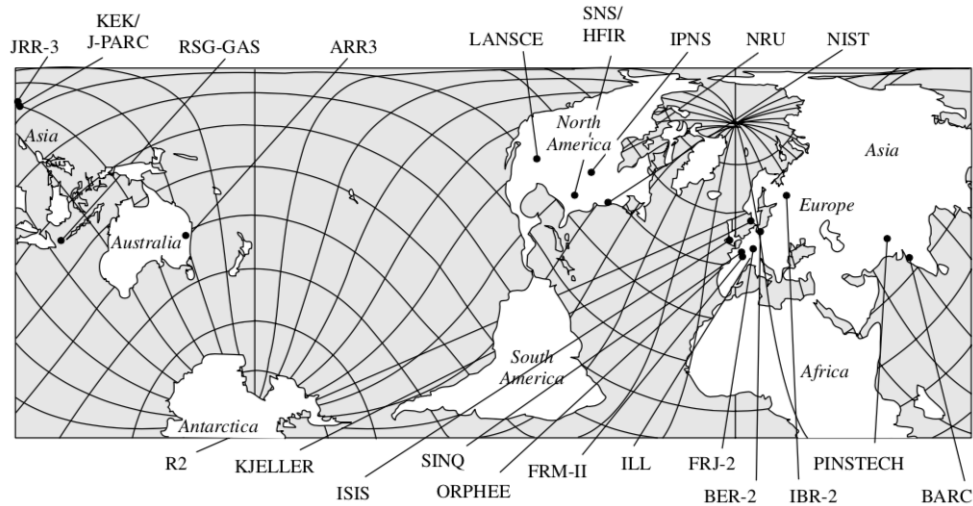 KEK/
J-PARC
SNS/
HFIR
JRR-3
RSG-GAS
ARR3
LANSCE
IPNS
NRU
NIST
North
America
Asia
Asia
Europe
Australia
South
America
Africa
Antarctica
R2
KJELLER
ISIS
SINQ
ORPHEE
FRM-II
ILL
FRJ-2
BER-2
IBR-2
PINSTECH
BARC